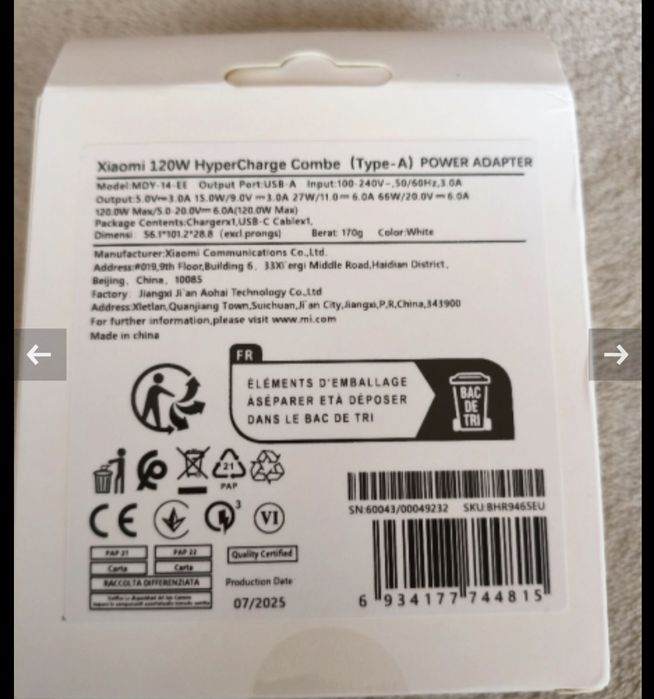 Xiaomi 120W HyperCharge Combe (Type-A) POWER ADAPTER
Model:MDY-14-EE Output Port:USB-A Input:100-240V~,50/60Hz,3.0A
Output:5.0V⎓3.0A 15.0W/9.0V⎓3.0A 27W/11.0⎓6.0A 66W/20.0V⎓6.0A
120.0W Max/5.0-20.0V⎓6.0A(120.0W Max)
Package Contents:Chargerx1,USB-C Cablex1,
Dimensi: 56.1*101.2*28.8 (excl.prongs) Berat: 170g Color:White
Manufacturer:Xiaomi Communications Co.,Ltd.
Address:#019,9th Floor,Building 6, 33Xi'ergi Middle Road,Haidian District,
Beijing, China, 10085
Factory: Jiangxi Ji'an Aohai Technology Co.,Ltd
Address:Xletlan,Quanjiang Town,Suichuan,Ji'an City,Jiangxi,P,R,China,343900
For further information,please visit www.mi.com
Made in china
FR
ÉLÉMENTS D'EMBALLAGE
ÀSÉPARER ETÀ DÉPOSER
DANS LE BAC DE TRI
BAC
DE
TRI
21
PAP
CE
3
VI
SN:60043/00049232 SKU:BHR9465EU
PAP 21 PAP 22
Carta Carta
RACCOLTA DIFFERENZIATA
Quality Certified
Production Date
07/2025
6 934177 744815